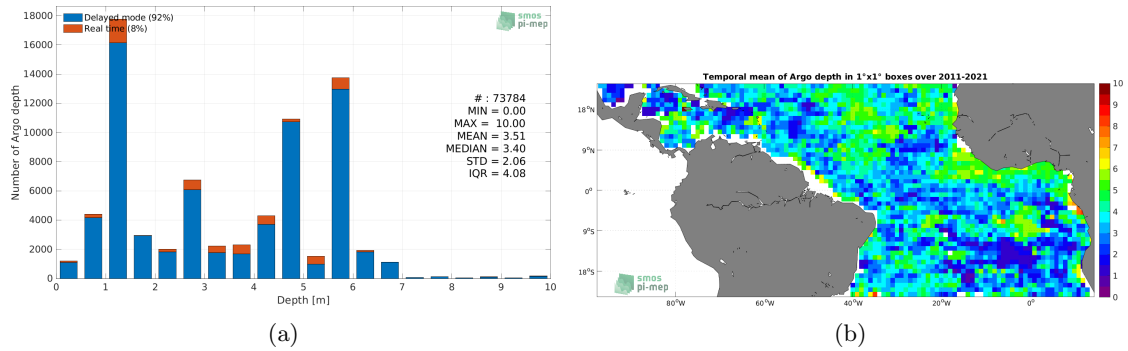 Delayed mode (92%)
Real time (8%)
smos
pi-mep
18000
16000
14000
12000
10000
8000
6000
4000
2000
0
Number of Argo depth
# : 73784
MIN = 0.00
MAX = 10.00
MEAN = 3.51
MEDIAN = 3.40
STD = 2.06
IQR = 4.08
0 1 2 3 4 5 6 7 8 9 10
Depth [m]
(a)
Temporal mean of Argo depth in 1°x1° boxes over 2011-2021
18°N
9°N
0°
9°S
18°S
smos
pi-mep
80°W 60°W 40°W 20°W 0°
10
9
8
7
6
5
4
3
2
1
0
(b)